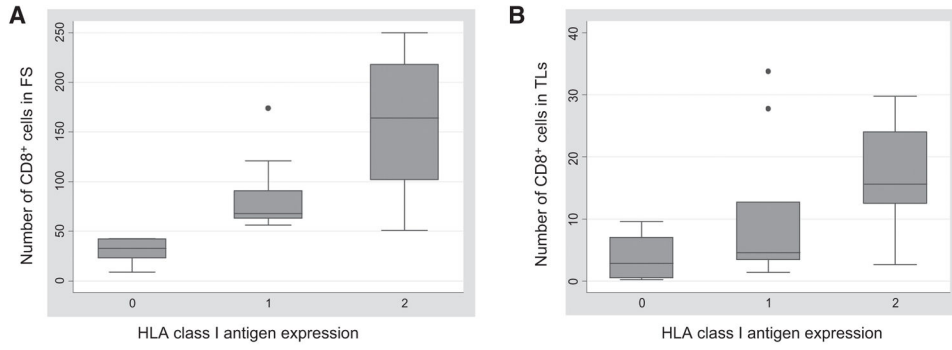 A
Number of CD8⁺ cells in FS
250
200
150
100
50
0
0 1 2
HLA class I antigen expression
B
Number of CD8⁺ cells in TLs
40
30
20
10
0
0 1 2
HLA class I antigen expression